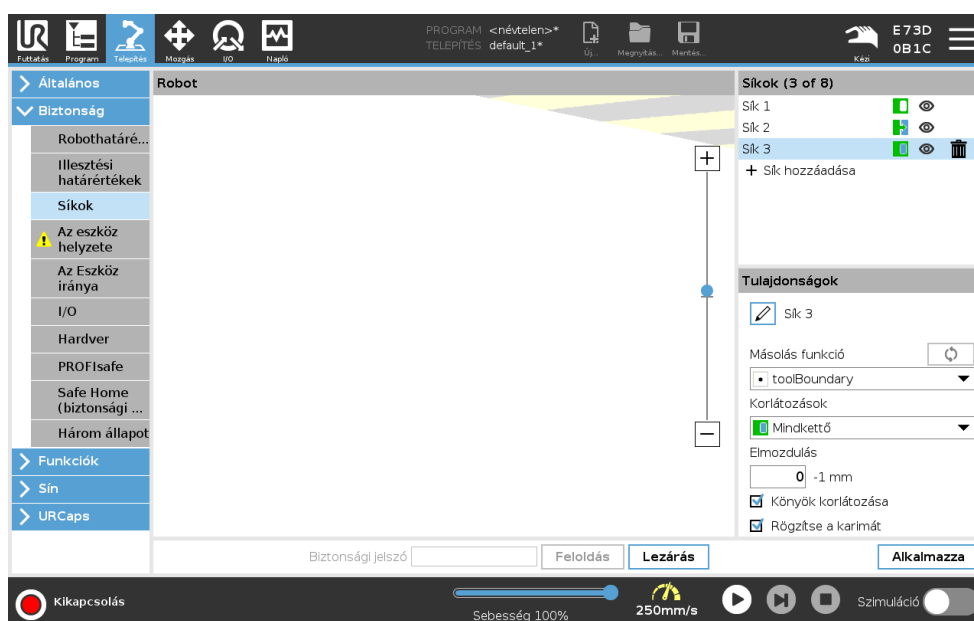 PROGRAM <névtelen>*
TELEPÍTÉS default_1*
E73D
0B1C
Futtatás Program Telepítés Mozgás I/O Napló Új... Megnyitás... Mentés... Kézi
Általános
Biztonság
Robothatáré...
Illesztési
határértékek
Síkok
Az eszköz
helyzete
Az Eszköz
iránya
I/O
Hardver
PROFIsafe
Safe Home
(biztonsági ...
Három állapot
Funkciók
Sín
URCaps
Robot
Síkok (3 of 8)
Sík 1
Sík 2
Sík 3
+ Sík hozzáadása
Tulajdonságok
Sík 3
Másolás funkció
toolBoundary
Korlátozások
Mindkettő
Elmozdulás
0 -1 mm
Könyök korlátozása
Rögzítse a karimát
Biztonsági jelszó Feloldás Lezárás Alkalmazza
Kikapcsolás
Sebesség 100%
250mm/s
Szimuláció